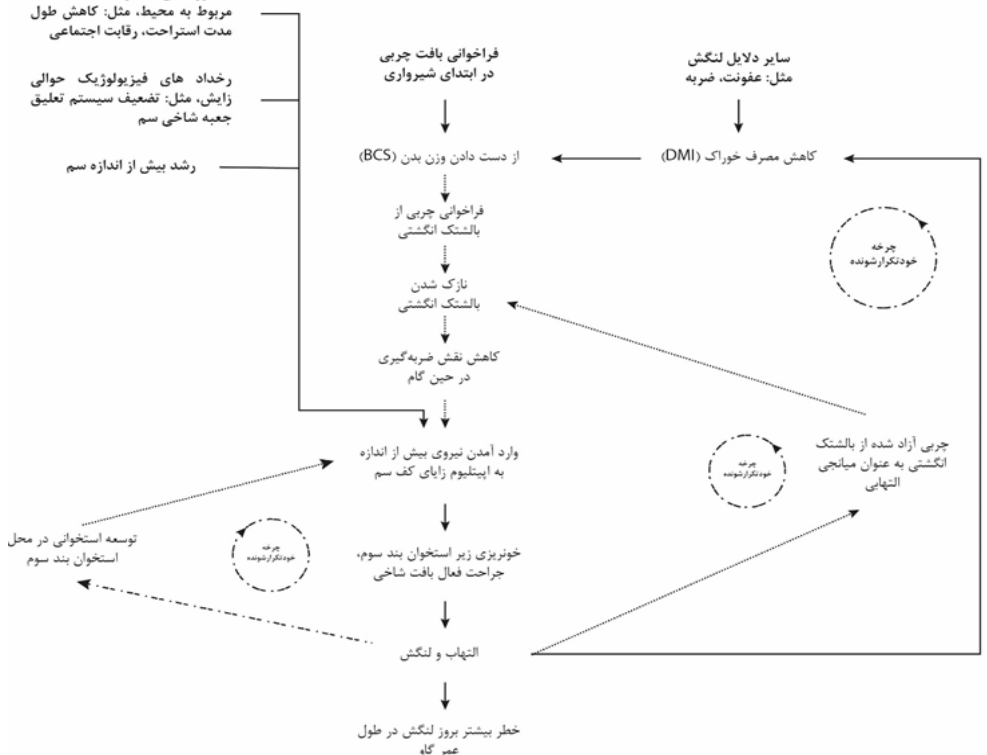 مربوط به محیط، مثل: کاهش طول
مدت استراحت، رقابت اجتماعی
رخداد های فیزیولوژیک حوالی
زایش، مثل: تضعیف سیستم تعلیق
جعبه شاخی سم
رشد بیش از اندازه سم
فراخوانی بافت چربی
در ابتدای شیرواری
سایر دلایل لنگش
مثل: عفونت، ضربه
کاهش مصرف خوراک (DMI)
از دست دادن وزن بدن (BCS)
فراخوانی چربی از
بالشتک انگشتی
نازک شدن
بالشتک انگشتی
کاهش نقش ضربه‌گیری
در حین گام
چرخه
خودتکرارشونده
وارد آمدن نیروی بیش از اندازه
به اپیتلیوم زایای کف سم
چربی آزاد شده از بالشتک
انگشتی به عنوان میانجی
التهابی
چرخه
خودتکرارشونده
توسعه استخوانی در محل
استخوان بند سوم
چرخه
خودتکرارشونده
خونریزی زیر استخوان بند سوم،
جراحت فعال بافت شاخی
التهاب و لنگش
خطر بیشتر بروز لنگش در طول
عمر گاو